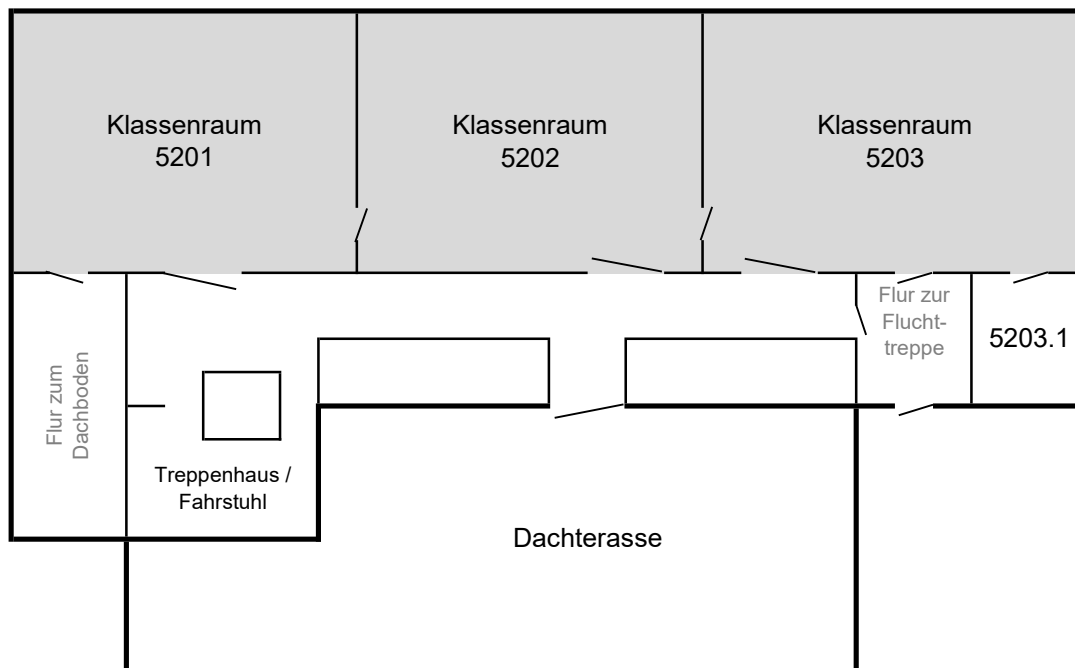 Klassenraum
5201
Klassenraum
5202
Klassenraum
5203
Flur zur
Flucht-
treppe
5203.1
Flur zum
Dachboden
Treppenhaus /
Fahrstuhl
Dachterasse